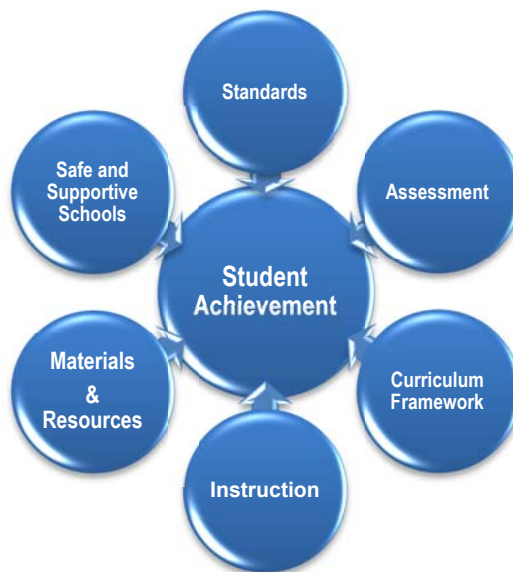 Standards
Assessment
Curriculum
Framework
Instruction
Materials
&
Resources
Safe and
Supportive
Schools
Student
Achievement